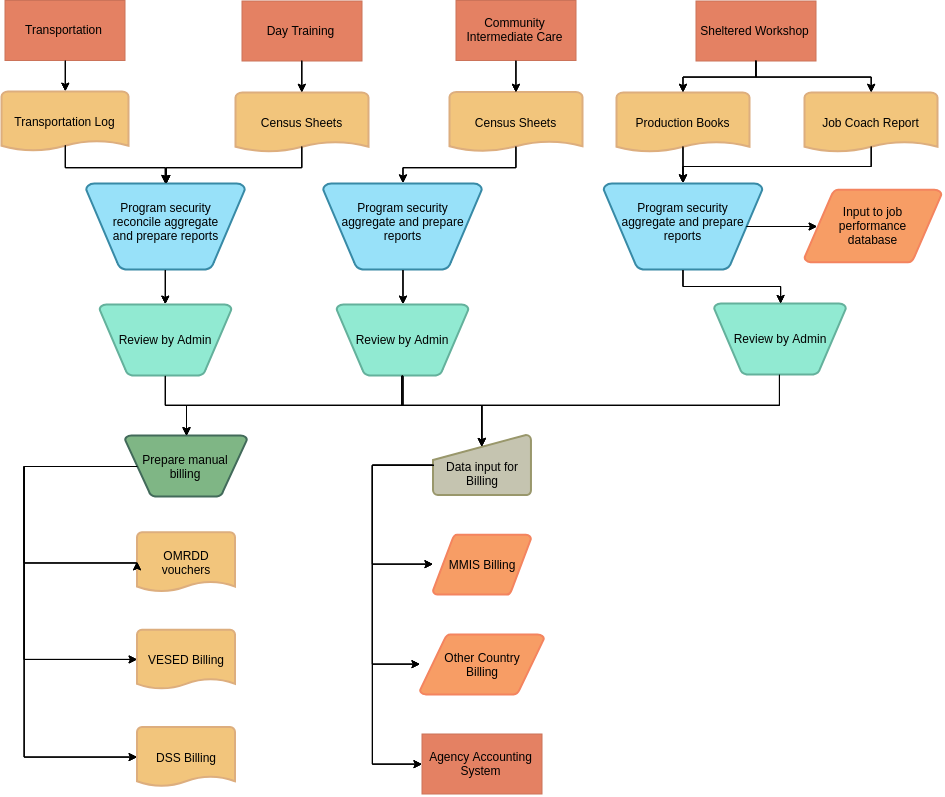 Transportation
Day Training
Community
Intermediate Care
Sheltered Workshop
Transportation Log
Census Sheets
Census Sheets
Production Books
Job Coach Report
Program security
reconcile aggregate
and prepare reports
Program security
aggregate and prepare
reports
Program security
aggregate and prepare
reports
Input to job
performance
database
Review by Admin
Review by Admin
Review by Admin
Prepare manual
billing
Data input for
Billing
OMRDD
vouchers
MMIS Billing
VESED Billing
Other Country
Billing
DSS Billing
Agency Accounting
System